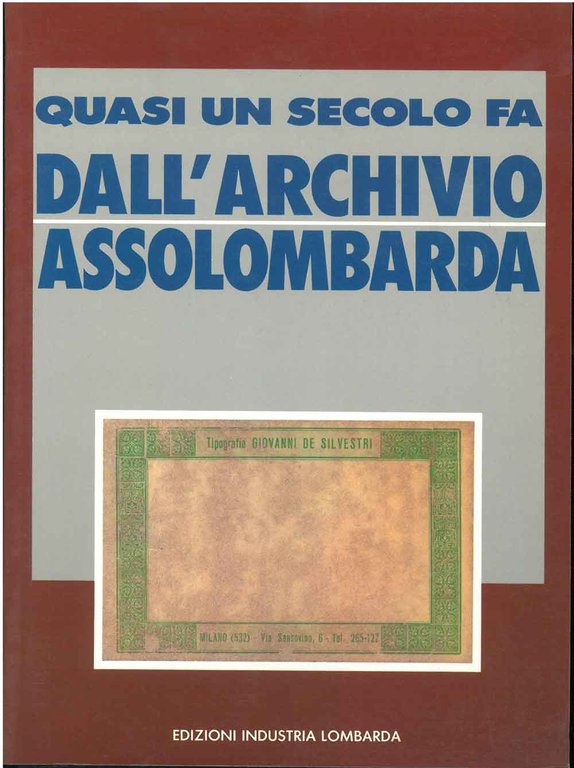 QUASI UN SECOLO FA
DALL'ARCHIVIO
ASSOLOMBARDA
Tipografia GIOVANNI DE SILVESTRI
MILANO (532) - Via Sansovino, 6 - Tel. 265-127
EDIZIONI INDUSTRIA LOMBARDA